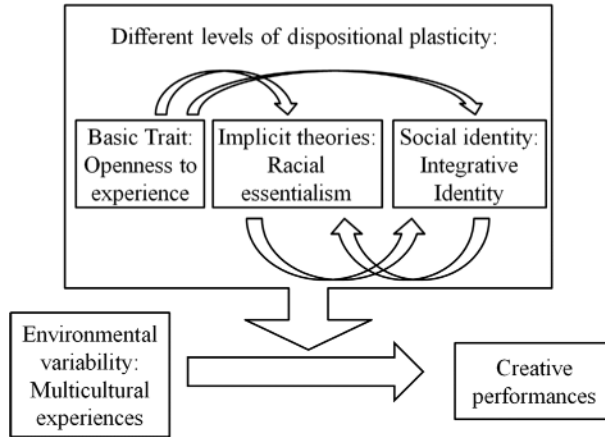 Different levels of dispositional plasticity:
Basic Trait:
Openness to
experience
Implicit theories:
Racial
essentialism
Social identity:
Integrative
Identity
Environmental
variability:
Multicultural
experiences
Creative
performances